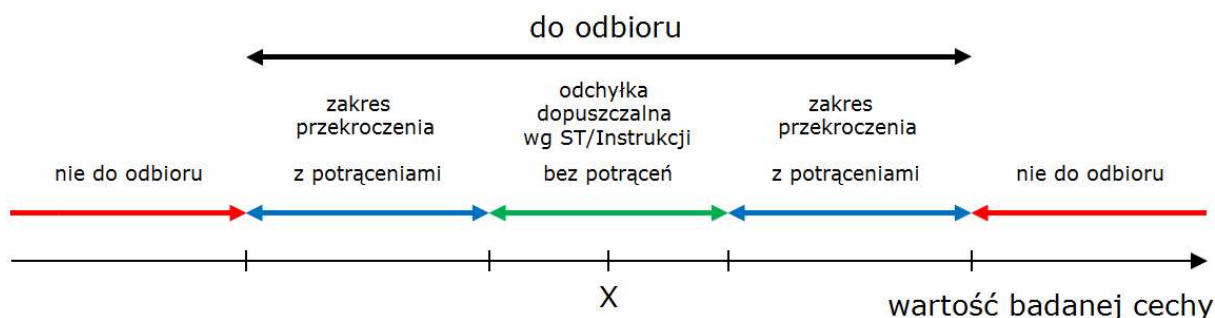 do odbioru
zakres
przekroczenia
odchyłka
dopuszczalna
wg ST/Instrukcji
zakres
przekroczenia
nie do odbioru
z potrąceniami
bez potrąceń
z potrąceniami
nie do odbioru
X
wartość badanej cechy